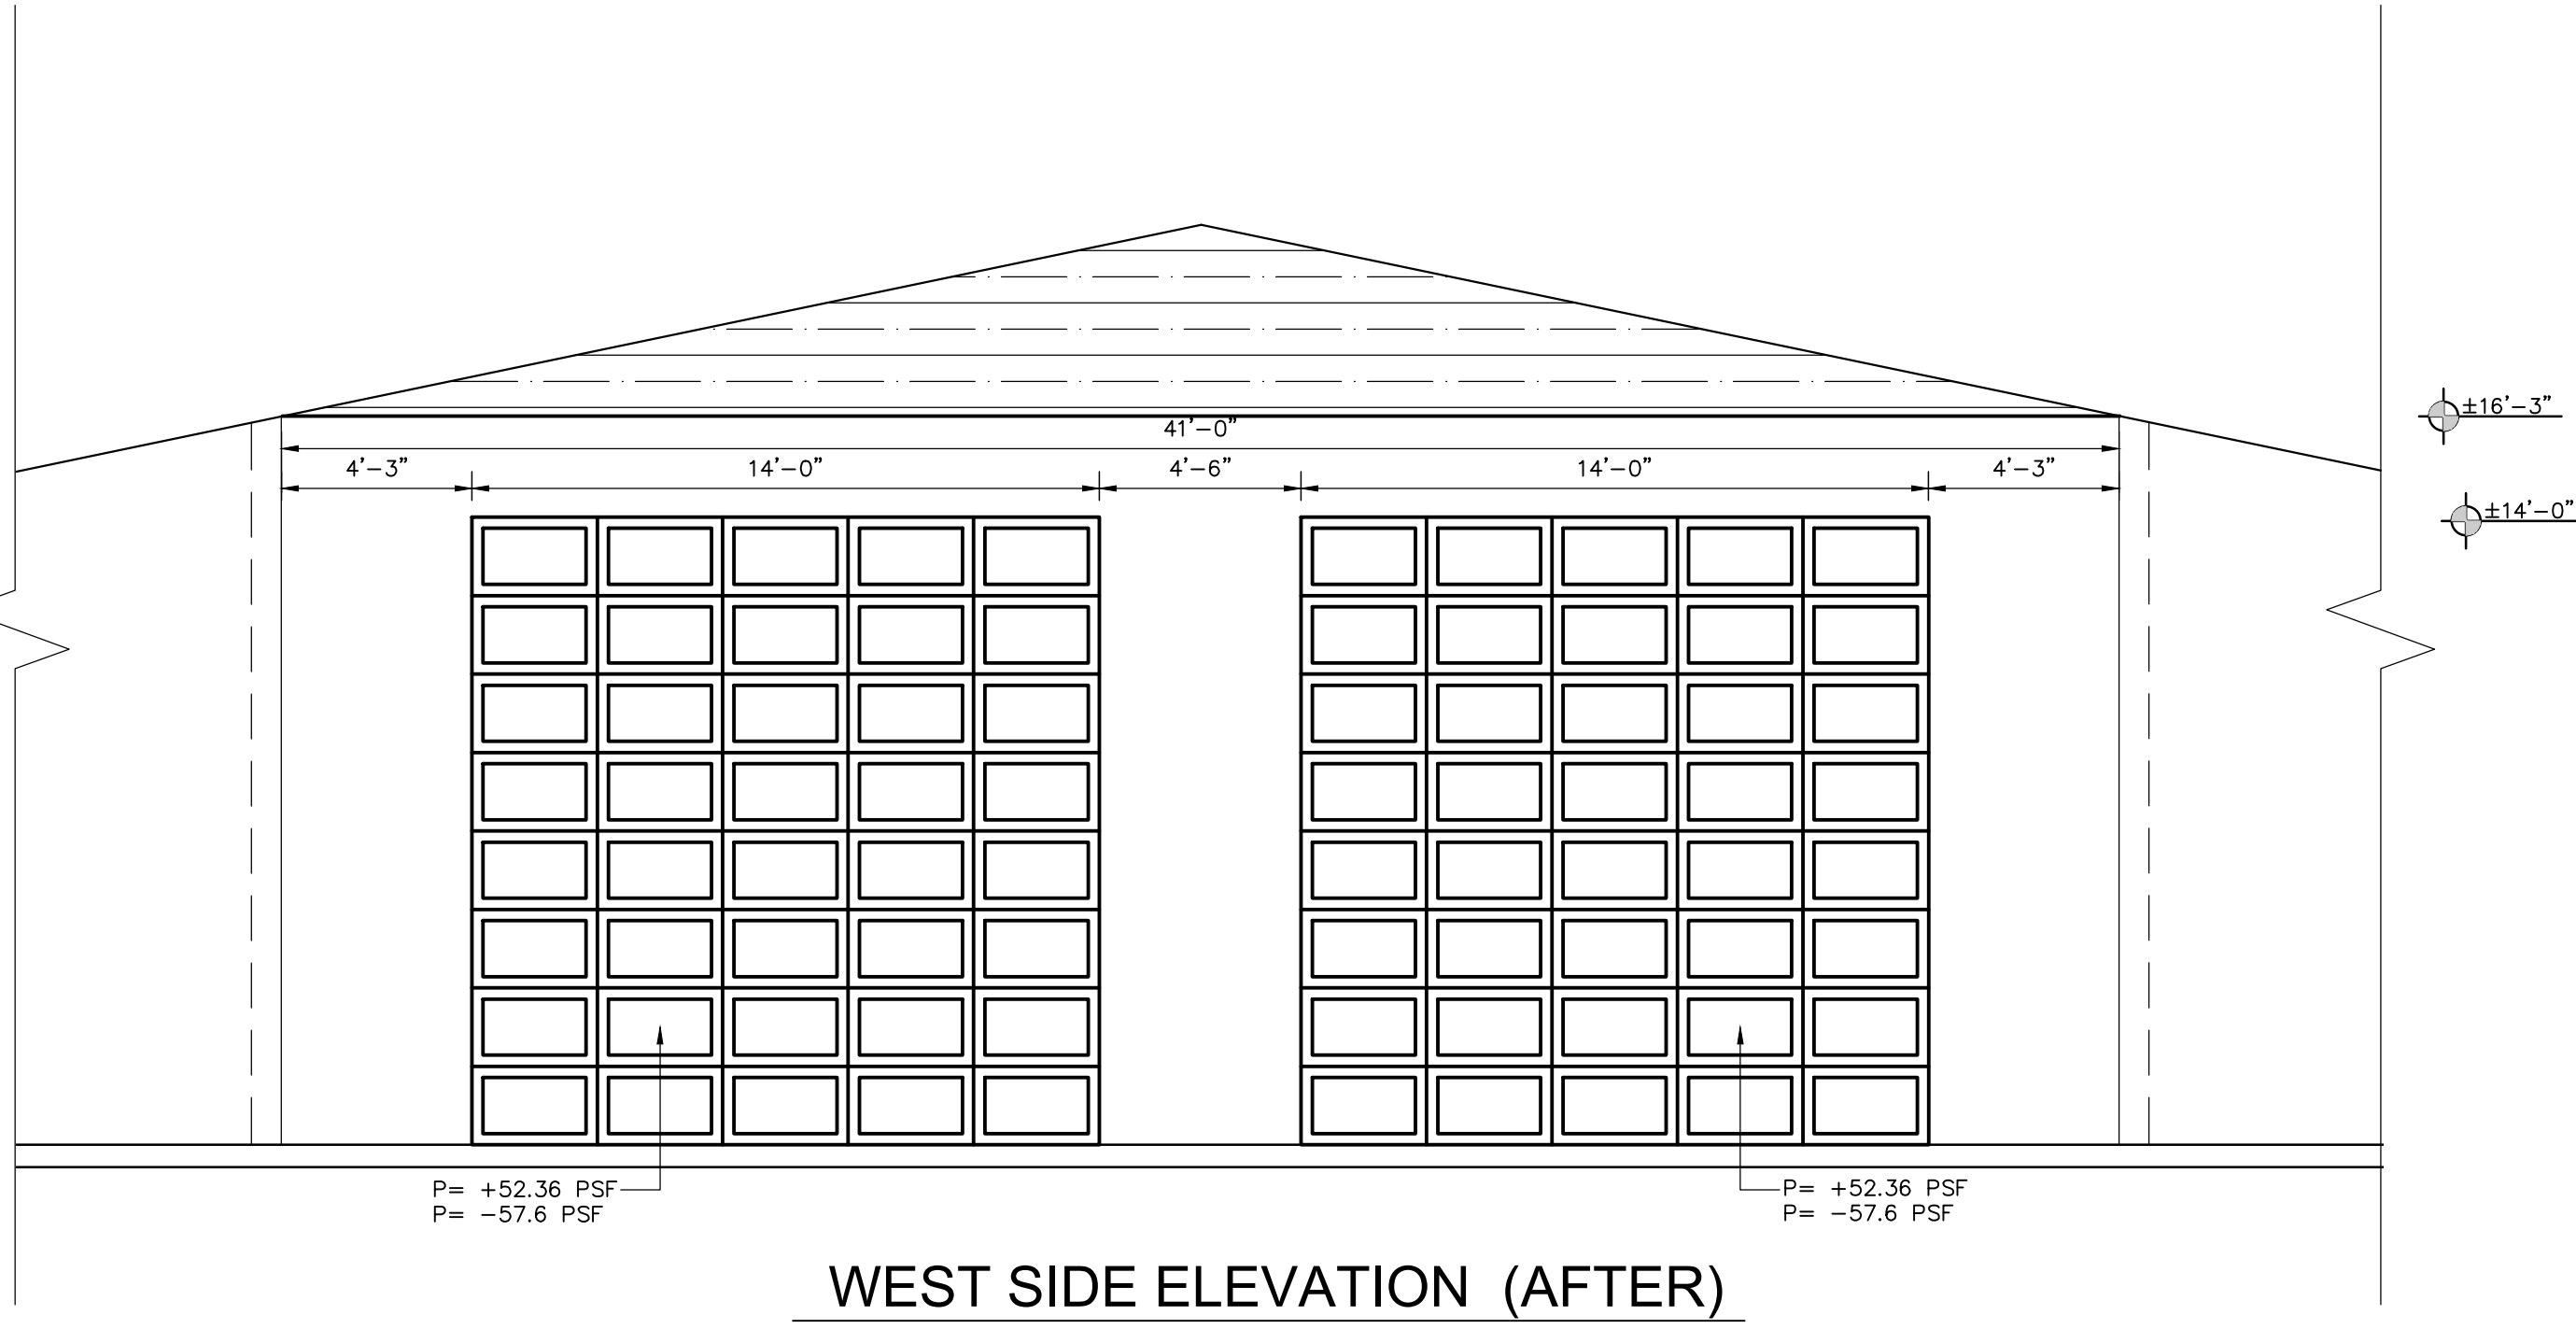 ±16'-3"
41'-0"
4'-3" 14'-0" 4'-6" 14'-0" 4'-3"
±14'-0"
P= +52.36 PSF
P= -57.6 PSF
P= +52.36 PSF
P= -57.6 PSF
WEST SIDE ELEVATION (AFTER)